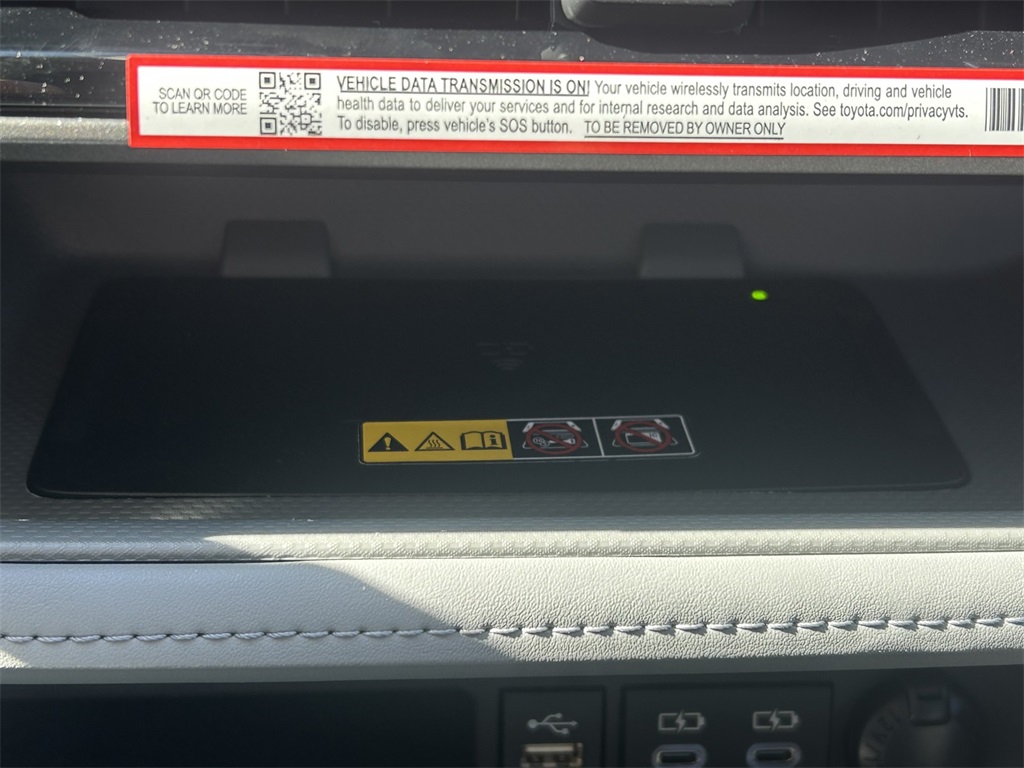 SCAN QR CODE
TO LEARN MORE
VEHICLE DATA TRANSMISSION IS ON! Your vehicle wirelessly transmits location, driving and vehicle
health data to deliver your services and for internal research and data analysis. See toyota.com/privacyvts.
To disable, press vehicle's SOS button. TO BE REMOVED BY OWNER ONLY